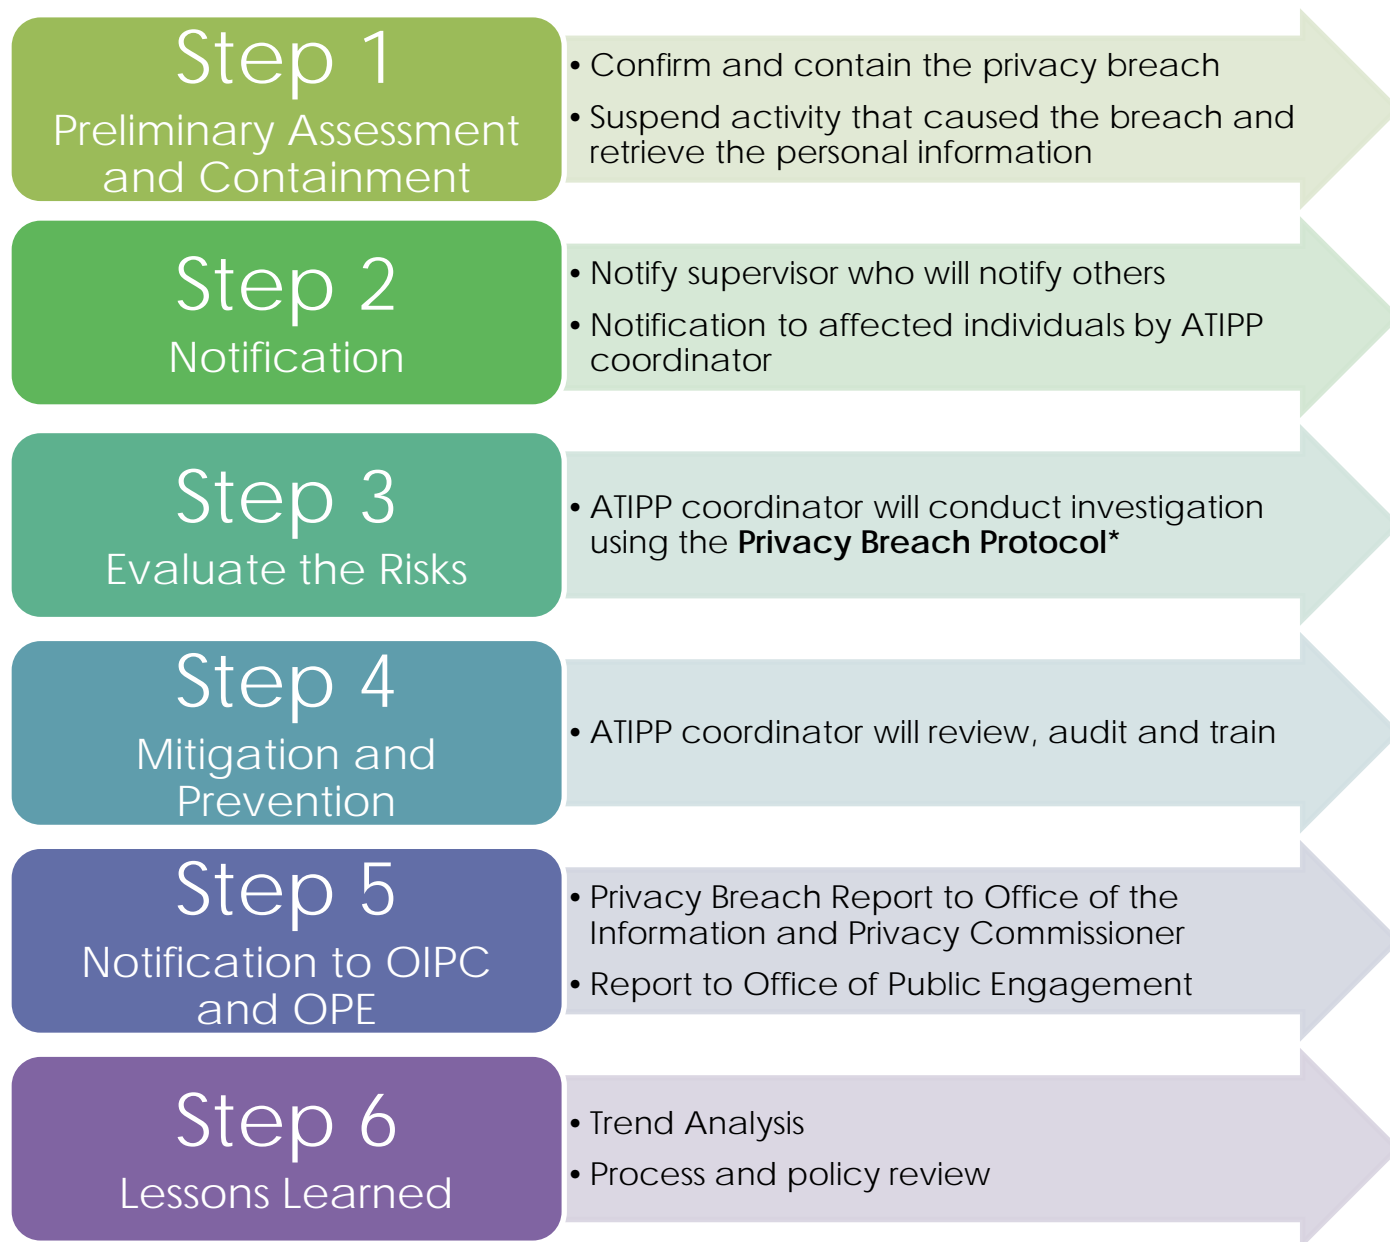 Step 1
Preliminary Assessment
and Containment
• Confirm and contain the privacy breach
• Suspend activity that caused the breach and
retrieve the personal information
Step 2
Notification
• Notify supervisor who will notify others
• Notification to affected individuals by ATIPP
coordinator
Step 3
Evaluate the Risks
• ATIPP coordinator will conduct investigation
using the Privacy Breach Protocol*
Step 4
Mitigation and
Prevention
• ATIPP coordinator will review, audit and train
Step 5
Notification to OIPC
and OPE
• Privacy Breach Report to Office of the
Information and Privacy Commissioner
• Report to Office of Public Engagement
Step 6
Lessons Learned
• Trend Analysis
• Process and policy review